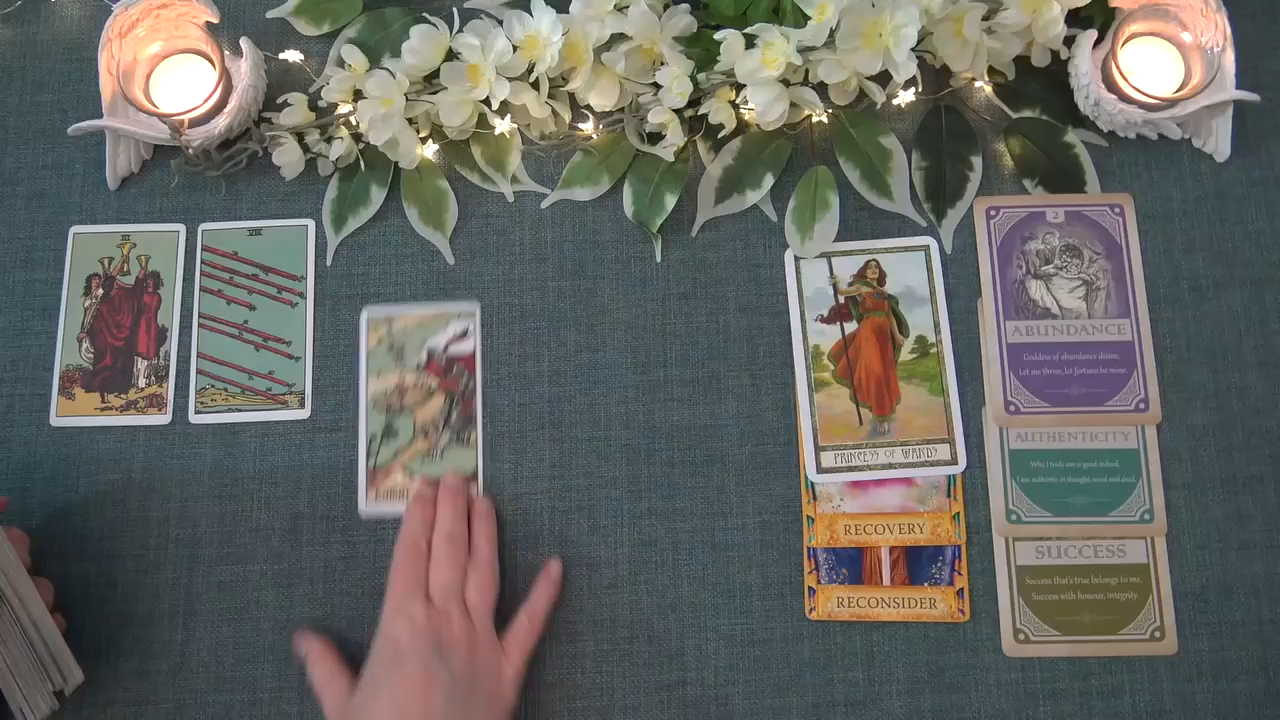 III
VIII
PRINCESS OF WANDS
RECOVERY
RECONSIDER
2
ABUNDANCE
Goddess of abundance divine,
Let me thrive, let fortune be mine.
AUTHENTICITY
Who I truly am is good indeed,
I am authentic in thought, word and deed.
SUCCESS
Success that's true belongs to me,
Success with honour, integrity.